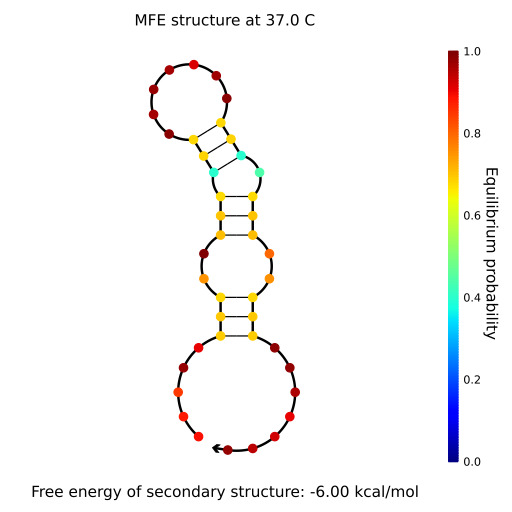 MFE structure at 37.0 C
1.0
0.8
0.6
0.4
0.2
0.0
Equilibrium probability
Free energy of secondary structure: -6.00 kcal/mol